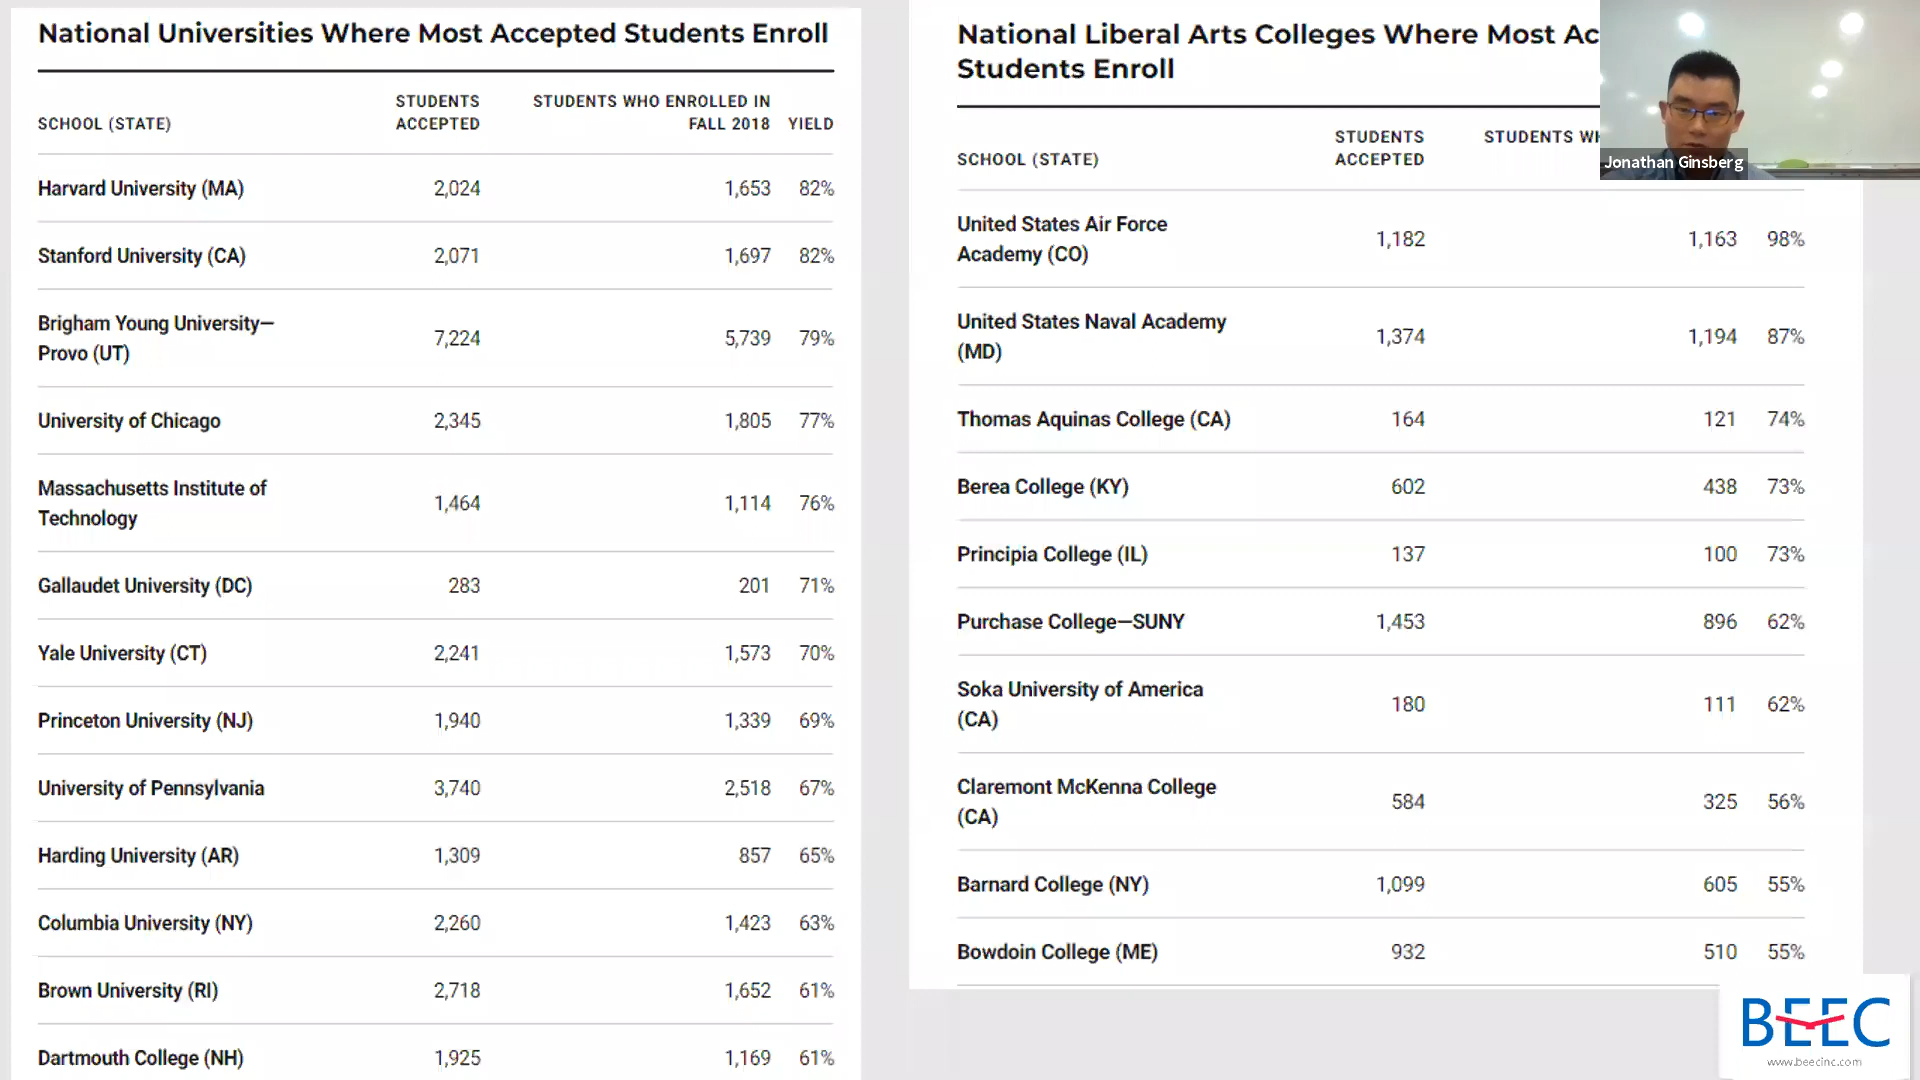 National Universities Where Most Accepted Students Enroll
STUDENTS STUDENTS WHO ENROLLED IN
SCHOOL (STATE) ACCEPTED FALL 2018 YIELD
Harvard University (MA) 2,024 1,653 82%
Stanford University (CA) 2,071 1,697 82%
Brigham Young University—
Provo (UT) 7,224 5,739 79%
University of Chicago 2,345 1,805 77%
Massachusetts Institute of
Technology 1,464 1,114 76%
Gallaudet University (DC) 283 201 71%
Yale University (CT) 2,241 1,573 70%
Princeton University (NJ) 1,940 1,339 69%
University of Pennsylvania 3,740 2,518 67%
Harding University (AR) 1,309 857 65%
Columbia University (NY) 2,260 1,423 63%
Brown University (RI) 2,718 1,652 61%
Dartmouth College (NH) 1,925 1,169 61%
National Liberal Arts Colleges Where Most Ac
Students Enroll
STUDENTS STUDENTS WH
SCHOOL (STATE) ACCEPTED
United States Air Force
Academy (CO) 1,182 1,163 98%
United States Naval Academy
(MD) 1,374 1,194 87%
Thomas Aquinas College (CA) 164 121 74%
Berea College (KY) 602 438 73%
Principia College (IL) 137 100 73%
Purchase College—SUNY 1,453 896 62%
Soka University of America
(CA) 180 111 62%
Claremont McKenna College
(CA) 584 325 56%
Barnard College (NY) 1,099 605 55%
Bowdoin College (ME) 932 510 55%
Jonathan Ginsberg
BEEC
www.beecinc.com